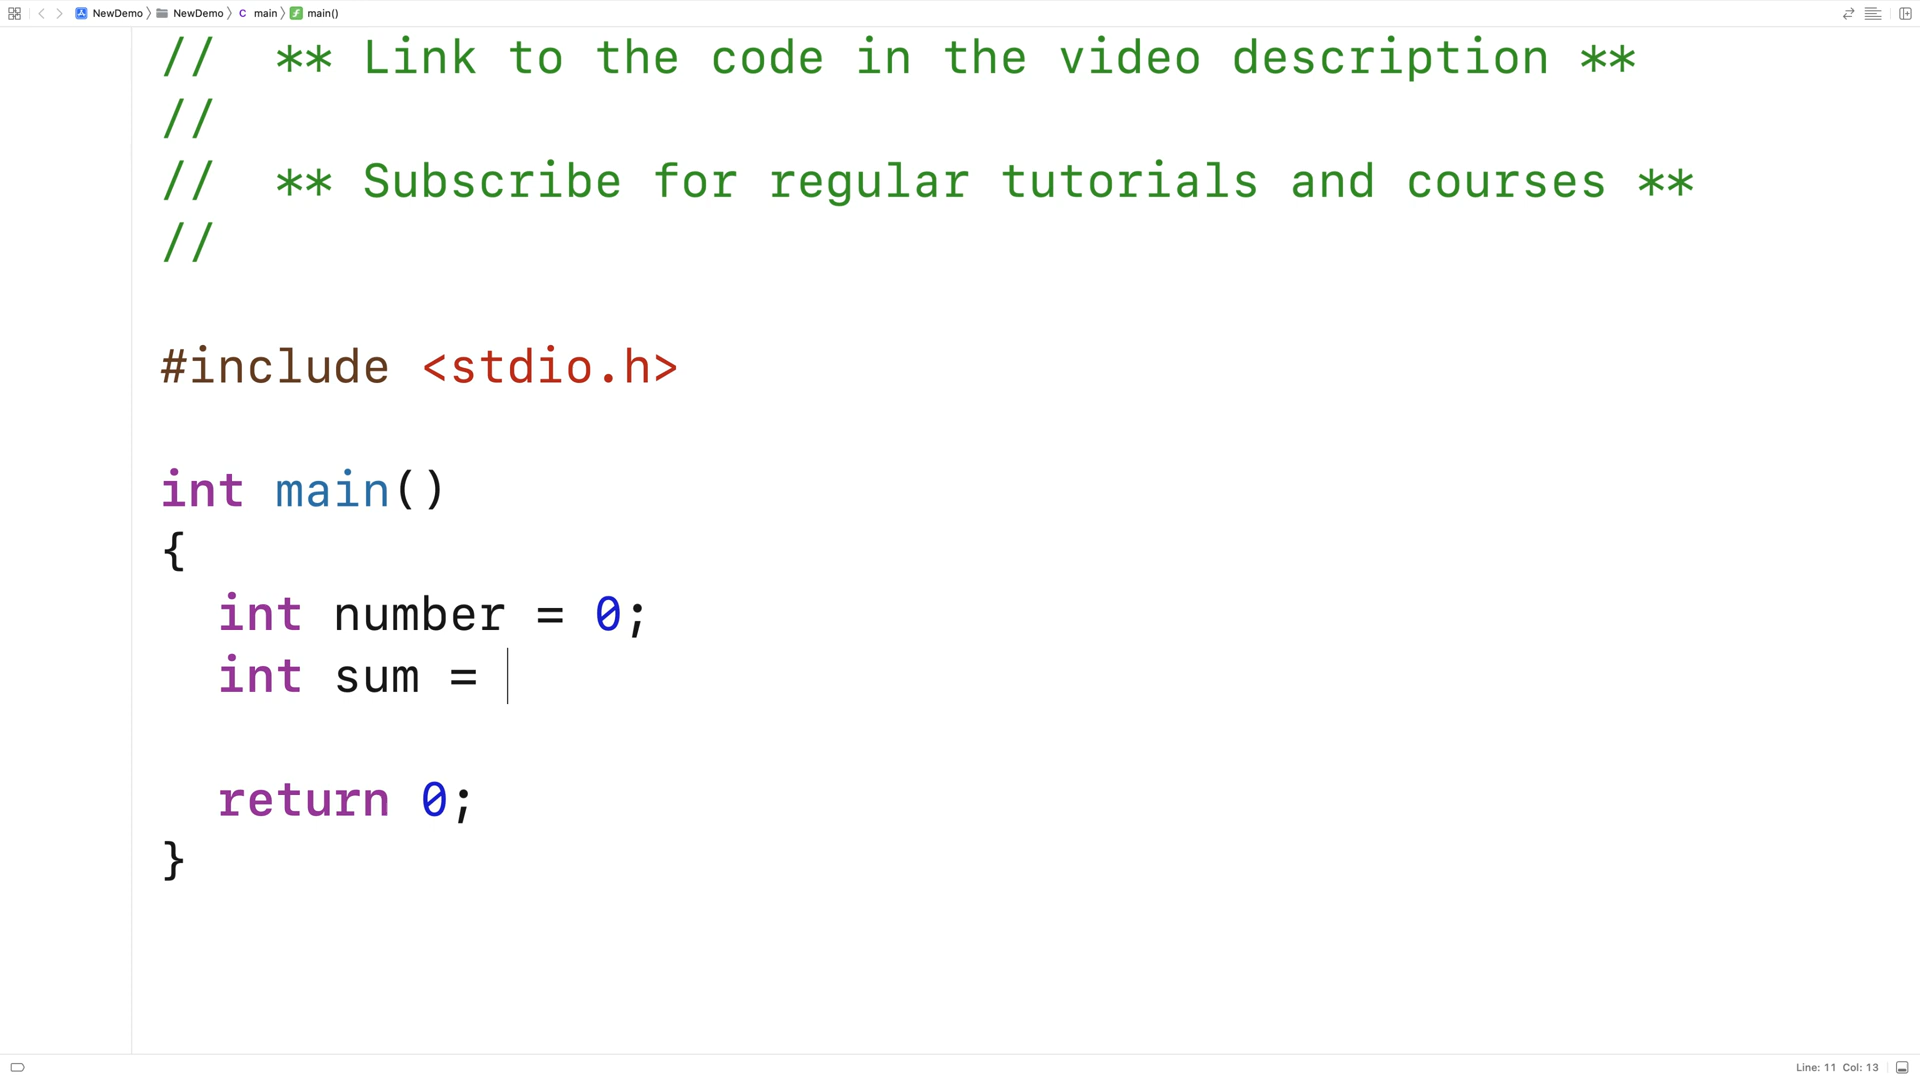 NewDemo 〉 NewDemo 〉 C main 〉 f main()
//  ** Link to the code in the video description **
//
//  ** Subscribe for regular tutorials and courses **
//
#include <stdio.h>
int main()
{
  int number = 0;
  int sum = 
  return 0;
}
Line: 11 Col: 13